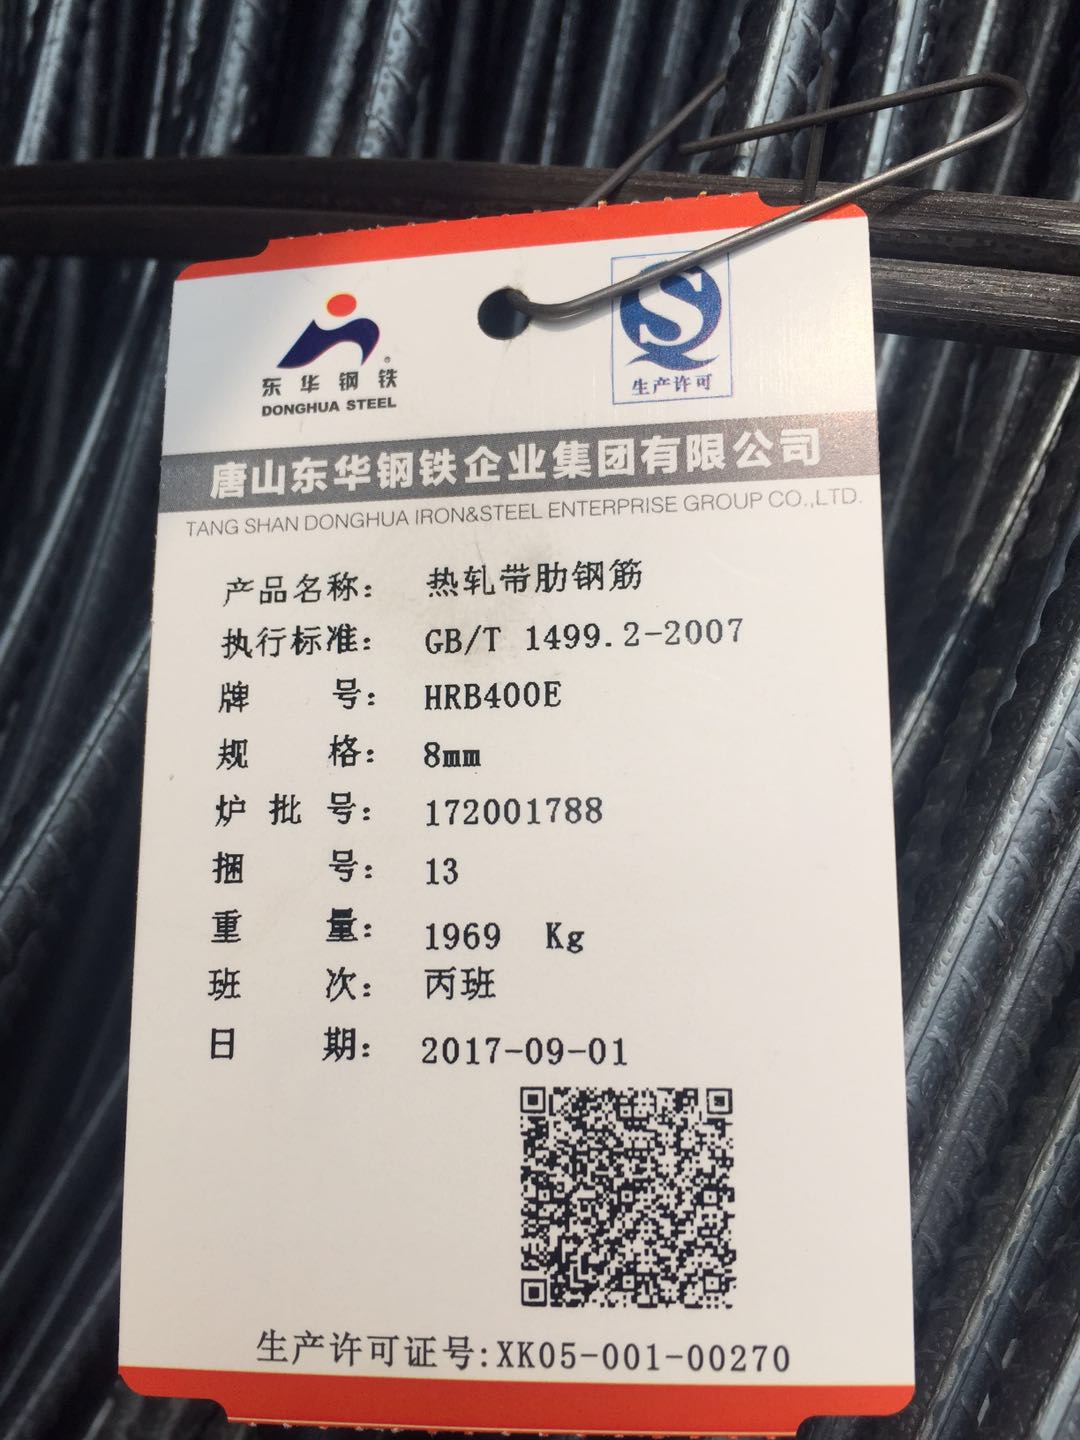 东华钢铁
DONGHUA STEEL
生产许可
唐山东华钢铁企业集团有限公司
TANG SHAN DONGHUA IRON&STEEL ENTERPRISE GROUP CO.,LTD.
产品名称: 热轧带肋钢筋
执行标准: GB/T 1499.2-2007
牌号: HRB400E
规格: 8mm
炉批号: 172001788
捆号: 13
重量: 1969 Kg
班次: 丙班
日期: 2017-09-01
生产许可证号:XK05-001-00270